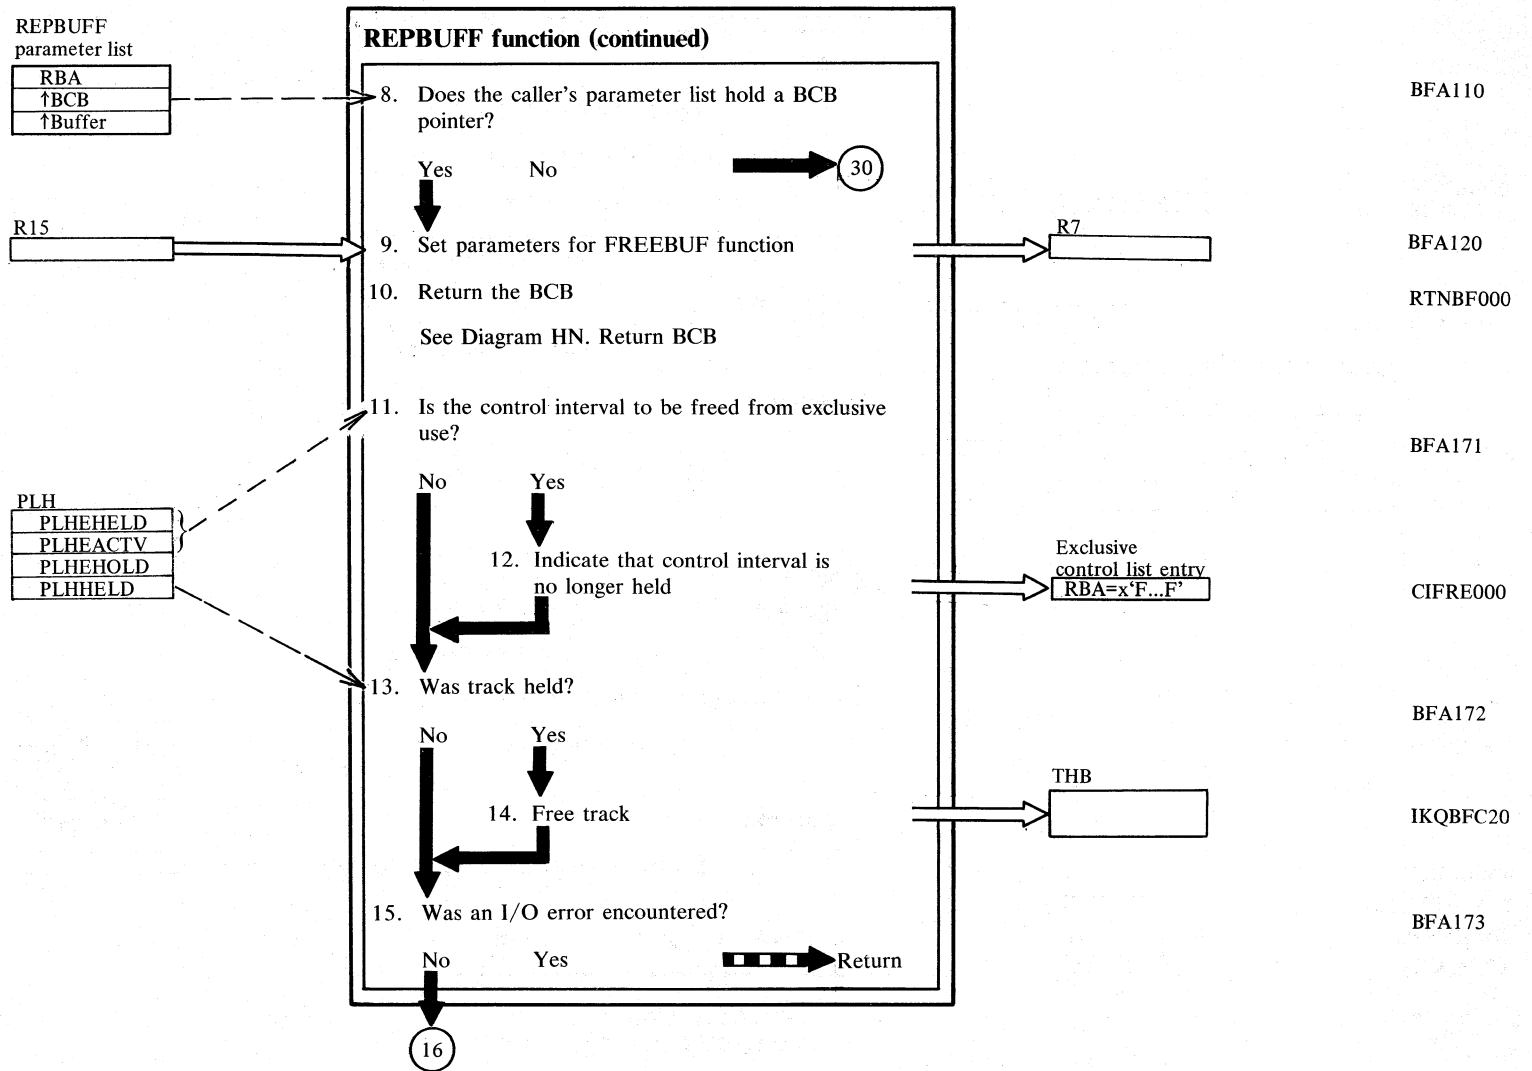 REPBUFF
parameter list
RBA
↑BCB
↑Buffer
R15
PLH
PLHEHELD
PLHEACTV
PLHEHOLD
PLHHELD
REPBUFF function (continued)
8. Does the caller's parameter list hold a BCB
pointer?
Yes No 30
9. Set parameters for FREEBUF function
10. Return the BCB
See Diagram HN. Return BCB
11. Is the control interval to be freed from exclusive
use?
No Yes
12. Indicate that control interval is
no longer held
13. Was track held?
No Yes
14. Free track
15. Was an I/O error encountered?
No Yes Return
16
R7
Exclusive
control list entry
RBA=x‘F...F’
THB
BFA110
BFA120
RTNBF000
BFA171
CIFRE000
BFA172
IKQBFC20
BFA173